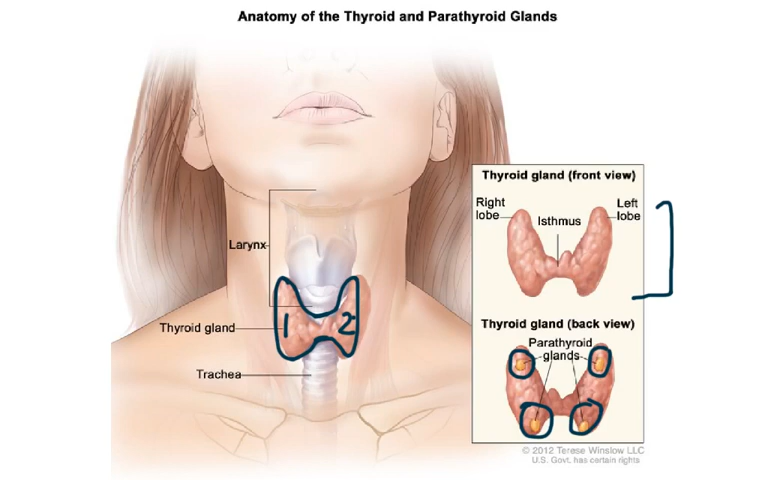 Anatomy of the Thyroid and Parathyroid Glands
Larynx
Thyroid gland
1
2
Trachea
Thyroid gland (front view)
Right
lobe
Isthmus
Left
lobe
Thyroid gland (back view)
Parathyroid
glands
© 2012 Terese Winslow LLC
U.S. Govt. has certain rights